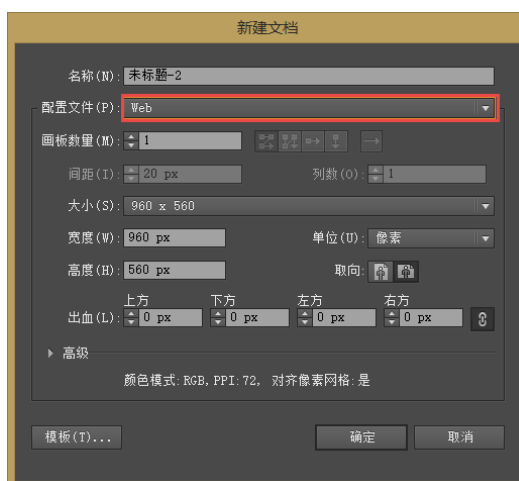 新建文档
名称(N): 未标题-2
配置文件(P): Web
画板数量(M): 1
间距(I): 20 px 列数(O): 1
大小(S): 960 x 560
宽度(W): 960 px 单位(U): 像素
高度(H): 560 px 取向:
上方 下方 左方 右方
出血(L): 0 px 0 px 0 px 0 px
高级
颜色模式:RGB, PPI:72, 对齐像素网格:是
模板(T)... 确定 取消